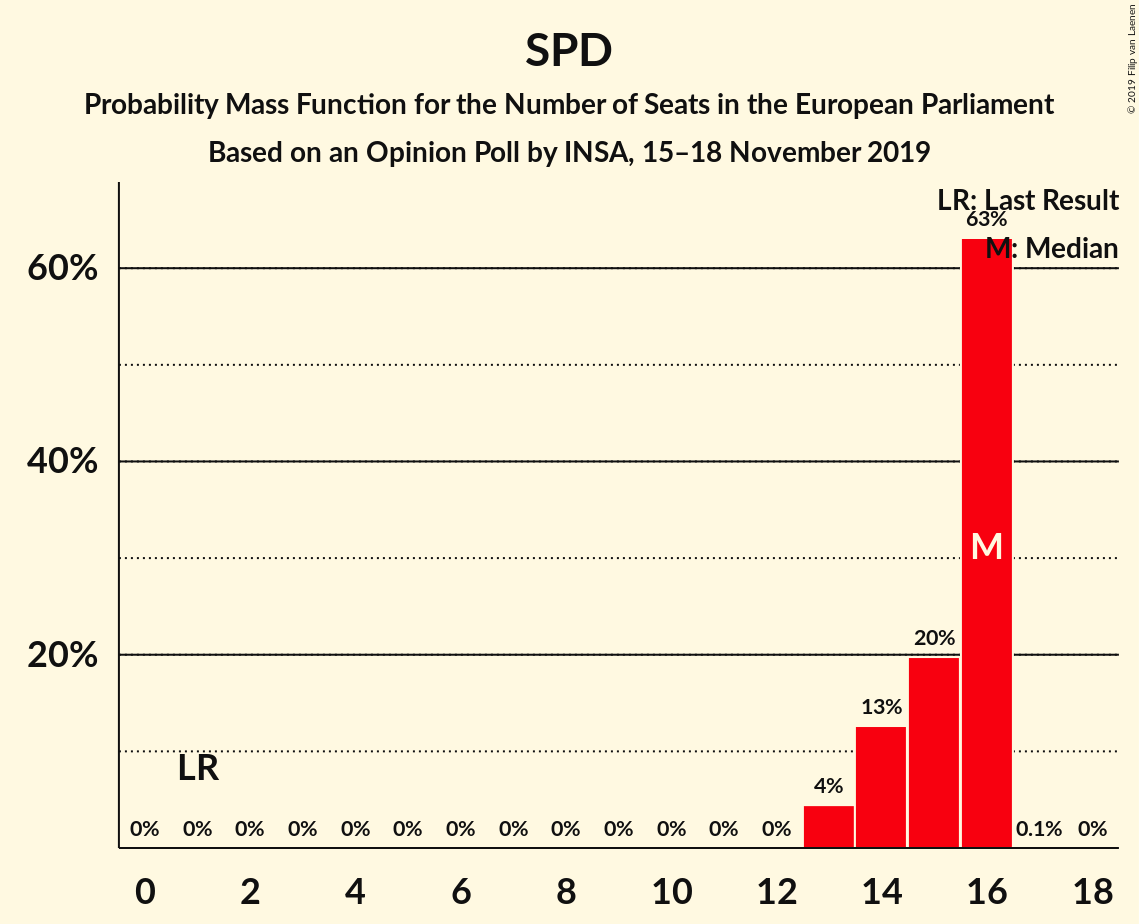 SPD
Probability Mass Function for the Number of Seats in the European Parliament
Based on an Opinion Poll by INSA, 15–18 November 2019
© 2019 Filip van Laenen
LR: Last Result
M: Median
60%
40%
20%
63%
M
20%
13%
4%
LR
0% 0% 0% 0% 0% 0% 0% 0% 0% 0% 0% 0% 0% 0.1% 0%
0 2 4 6 8 10 12 14 16 18